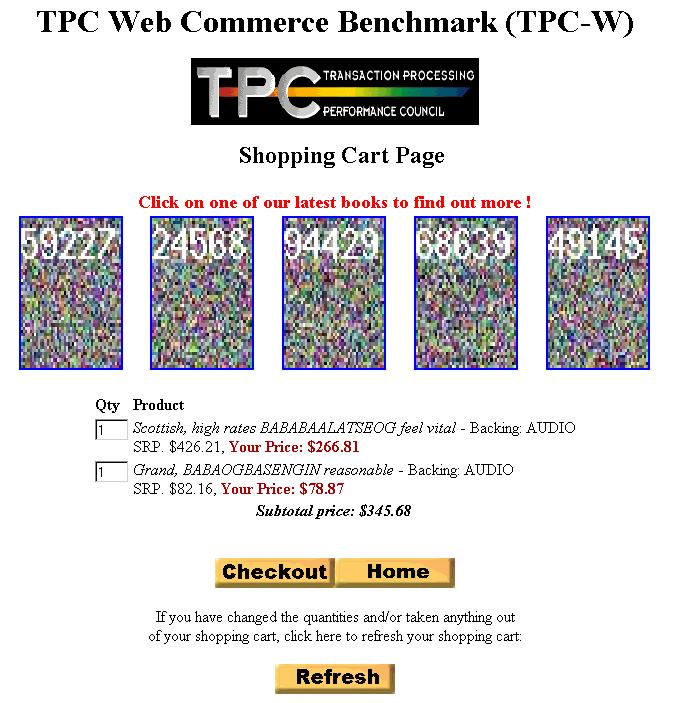 TPC Web Commerce Benchmark (TPC-W)
TPC TRANSACTION PROCESSING
PERFORMANCE COUNCIL
Shopping Cart Page
Click on one of our latest books to find out more !
59227 24568 94429 68639 49145
Qty Product
1 Scottish, high rates BABABAALATSEOG feel vital - Backing: AUDIO
SRP. $426.21, Your Price: $266.81
1 Grand, BABAOGBASENGIN reasonable - Backing: AUDIO
SRP. $82.16, Your Price: $78.87
Subtotal price: $345.68
Checkout Home
If you have changed the quantities and/or taken anything out
of your shopping cart, click here to refresh your shopping cart:
Refresh